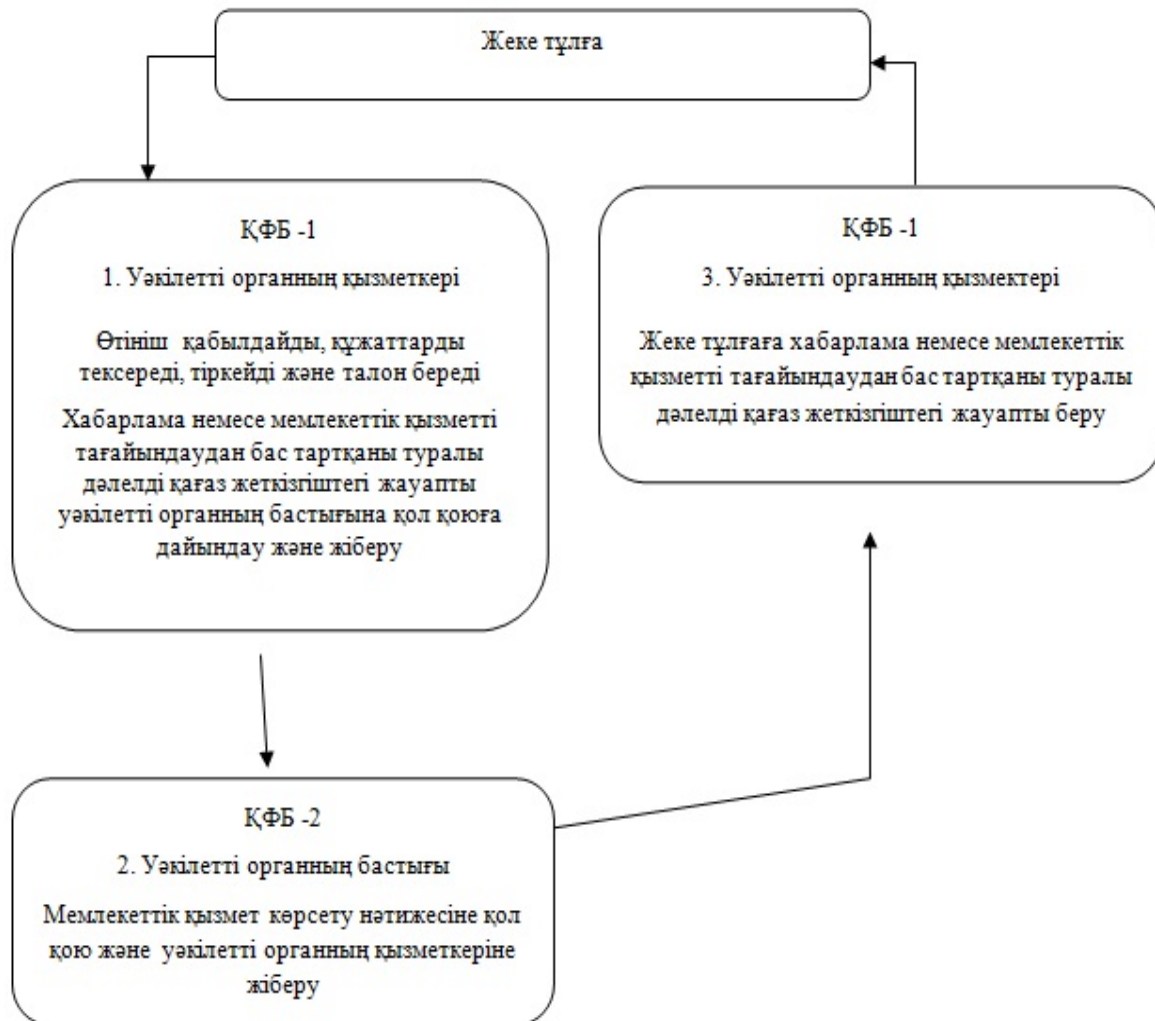 Жеке тұлға
ҚФБ -1
1. Уәкілетті органның қызметкері
Өтініш қабылдайды, құжаттарды
тексереді, тіркейді және талон береді
Хабарлама немесе мемлекеттік қызметті
тағайындаудан бас тартқаны туралы
дәлелді қағаз жеткізгіштегі жауапты
уәкілетті органның бастығына қол қоюға
дайындау және жіберу
ҚФБ -2
2. Уәкілетті органның бастығы
Мемлекеттік қызмет көрсету нәтижесіне қол
қою және уәкілетті органның қызметкеріне
жіберу
ҚФБ -1
3. Уәкілетті органның қызмектері
Жеке тұлғаға хабарлама немесе мемлекеттік
қызметті тағайындаудан бас тартқаны туралы
дәлелді қағаз жеткізгіштегі жауапты беру